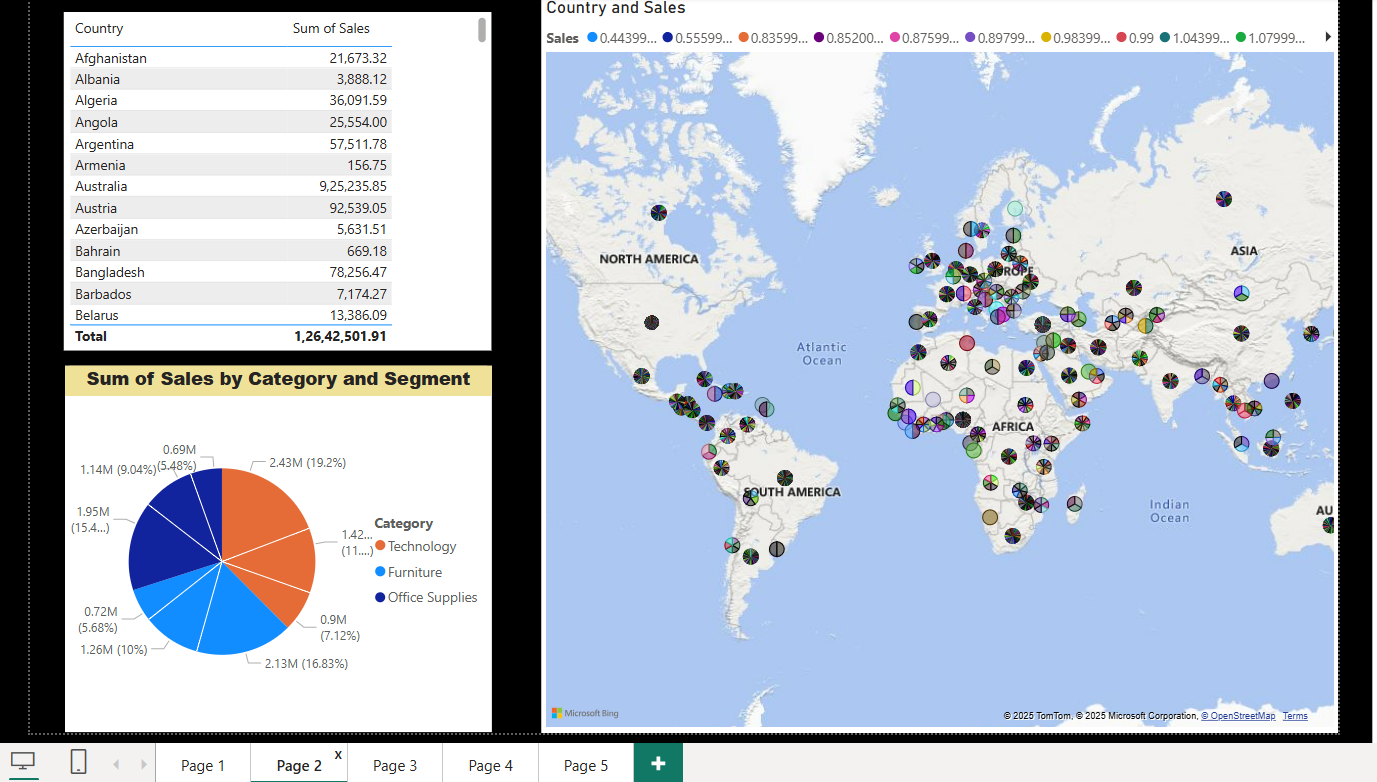 Country Sum of Sales
Afghanistan 21,673.32
Albania 3,888.12
Algeria 36,091.59
Angola 25,554.00
Argentina 57,511.78
Armenia 156.75
Australia 9,25,235.85
Austria 92,539.05
Azerbaijan 5,631.51
Bahrain 669.18
Bangladesh 78,256.47
Barbados 7,174.27
Belarus 13,386.09
Total 1,26,42,501.91
Sum of Sales by Category and Segment
0.69M
(5.48%)
1.14M (9.04%)
2.43M (19.2%)
1.95M
(15.4...)
1.42...
(11....)
0.72M
(5.68%)
0.9M
(7.12%)
1.26M (10%)
2.13M (16.83%)
Category
Technology
Furniture
Office Supplies
Country and Sales
Sales 0.44399... 0.55599... 0.83599... 0.85200... 0.87599... 0.89799... 0.98399... 0.99 1.04399... 1.07999...
NORTH AMERICA
ASIA
Atlantic
Ocean
AFRICA
SOUTH AMERICA
Indian
Ocean
AU
Microsoft Bing
© 2025 TomTom, © 2025 Microsoft Corporation, © OpenStreetMap Terms
Page 1 Page 2 x Page 3 Page 4 Page 5 +